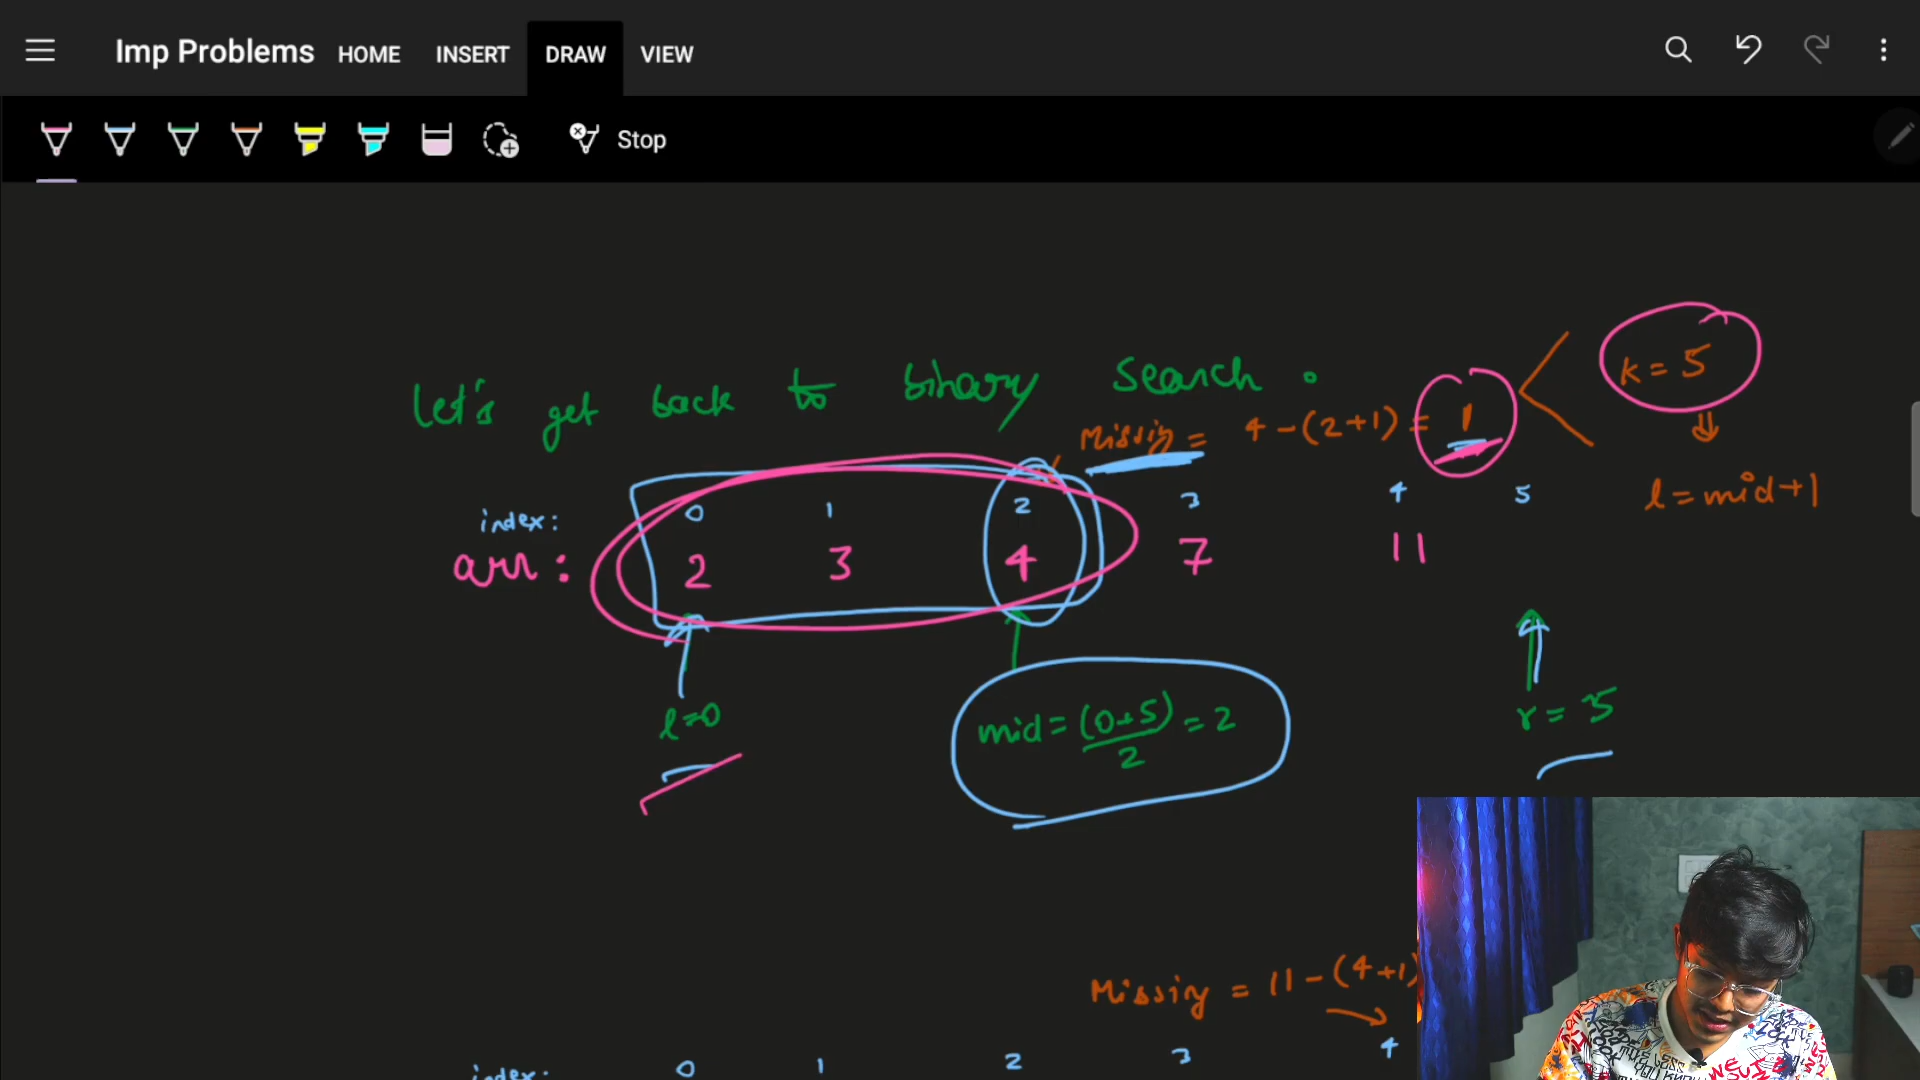 Imp Problems HOME INSERT DRAW VIEW
Stop
Let's get back to binary search.
k = 5
Missing = 4 - (2+1) = 1
l = mid+1
index: 0 1 2 3 4 5
arr: 2 3 4 7 11
l=0
mid = (0+5)/2 = 2
r = 5
Missing = 11 - (4+1)
index: 0 1 2 3 4